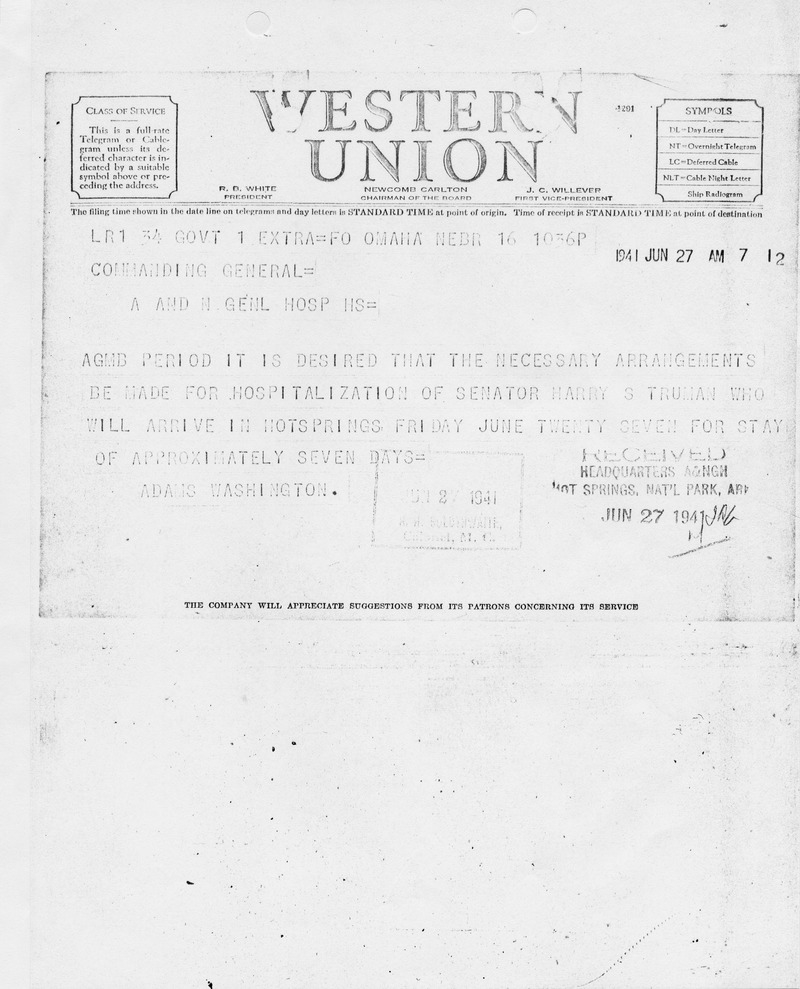 CLASS OF SERVICE
This is a full-rate
Telegram or Cable-
gram unless its de-
ferred character is in-
dicated by a suitable
symbol above or pre-
ceding the address.
WESTERN
UNION
R. B. WHITE
PRESIDENT
NEWCOMB CARLTON
CHAIRMAN OF THE BOARD
J. C. WILLEVER
FIRST VICE-PRESIDENT
1201
SYMBOLS
DL=Day Letter
NT=Overnight Telegram
LC=Deferred Cable
NLT=Cable Night Letter
Ship Radiogram
The filing time shown in the date line on telegrams and day letters is STANDARD TIME at point of origin. Time of receipt is STANDARD TIME at point of destination
LR1 34 GOVT 1 EXTRA=FO OMAHA NEBR 16 1036P
1941 JUN 27 AM 7 12
COMMANDING GENERAL=
A AND N GENL HOSP HS=
AGMB PERIOD IT IS DESIRED THAT THE NECESSARY ARRANGEMENTS
BE MADE FOR HOSPITALIZATION OF SENATOR HARRY S TRUMAN WHO
WILL ARRIVE IN HOTSPRINGS FRIDAY JUNE TWENTY SEVEN FOR STAY
OF APPROXIMATELY SEVEN DAYS=
ADAMS WASHINGTON.
RECEIVED
HEADQUARTERS A&NGH
HOT SPRINGS, NAT'L PARK, ARK
JUN 27 1941
27 1941
Colonel, M. C.
THE COMPANY WILL APPRECIATE SUGGESTIONS FROM ITS PATRONS CONCERNING ITS SERVICE